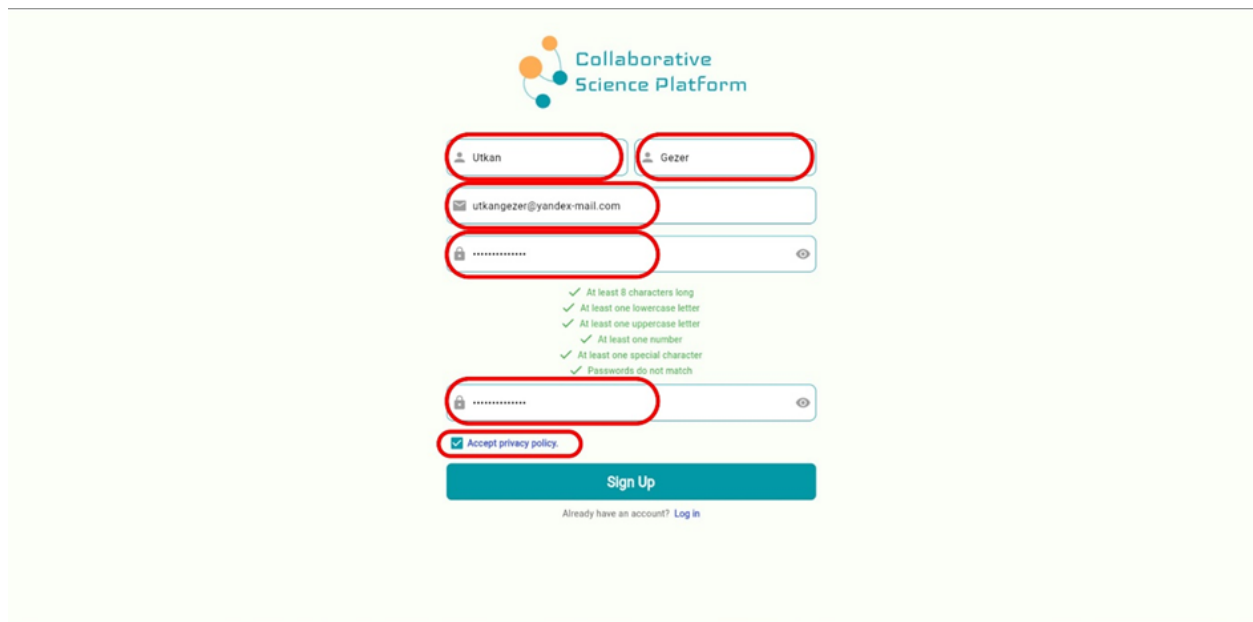 Collaborative
Science Platform
Utkan Gezer
utkangezer@yandex-mail.com
••••••••••••••
At least 8 characters long
At least one lowercase letter
At least one uppercase letter
At least one number
At least one special character
Passwords do not match
••••••••••••••
Accept privacy policy.
Sign Up
Already have an account? Log in